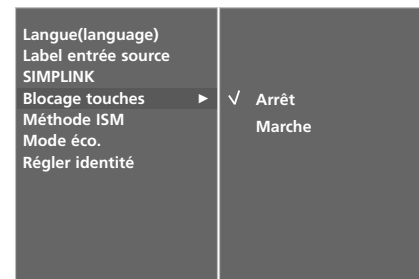 Langue(language)
Label entrée source
SIMPLINK
Blocage touches ►
Méthode ISM
Mode éco.
Régler identité
√ Arrêt
Marche